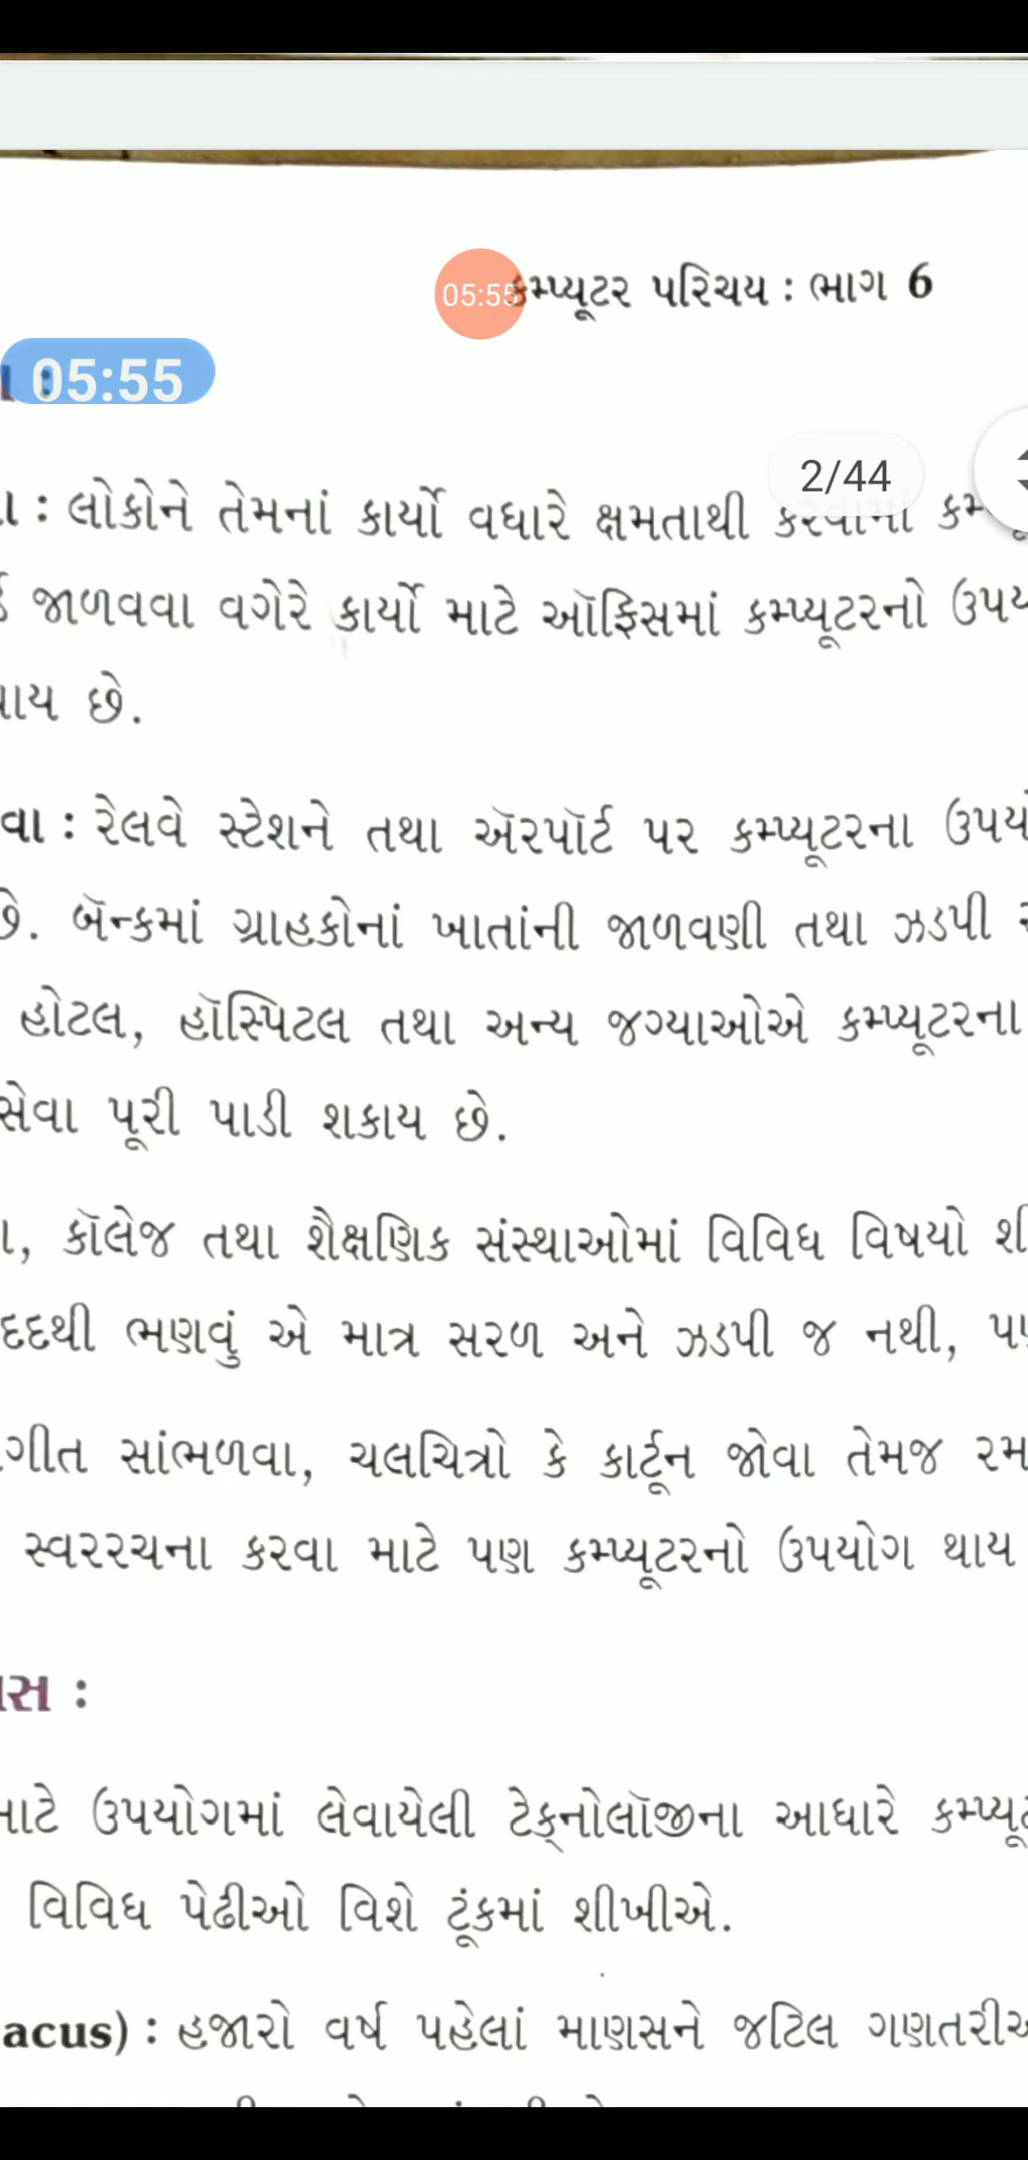 કમ્પ્યૂટર પરિચય : ભાગ 6
05:55
05:55
2/44
: લોકોને તેમનાં કાર્યો વધારે ક્ષમતાથી કરવામાં
જાળવવા વગેરે કાર્યો માટે ઑફિસમાં કમ્પ્યૂટરનો
છે.
: રેલવે સ્ટેશને તથા ઍરપૉર્ટ પર કમ્પ્યૂટરના
છે. બૅન્કમાં ગ્રાહકોનાં ખાતાંની જાળવણી તથા ઝડપી
હોટલ, હૉસ્પિટલ તથા અન્ય જગ્યાઓએ કમ્પ્યૂટરના
સેવા પૂરી પાડી શકાય છે.
કૉલેજ તથા શૈક્ષણિક સંસ્થાઓમાં વિવિધ વિષયો
ભણવું એ માત્ર સરળ અને ઝડપી જ નથી,
સાંભળવા, ચલચિત્રો કે કાર્ટૂન જોવા તેમજ
સ્વરરચના કરવા માટે પણ કમ્પ્યૂટરનો ઉપયોગ થાય
:
માટે ઉપયોગમાં લેવાયેલી ટેક્નોલૉજીના આધારે
વિવિધ પેઢીઓ વિશે ટૂંકમાં શીખીએ.
acus) : હજારો વર્ષ પહેલાં માણસને જટિલ